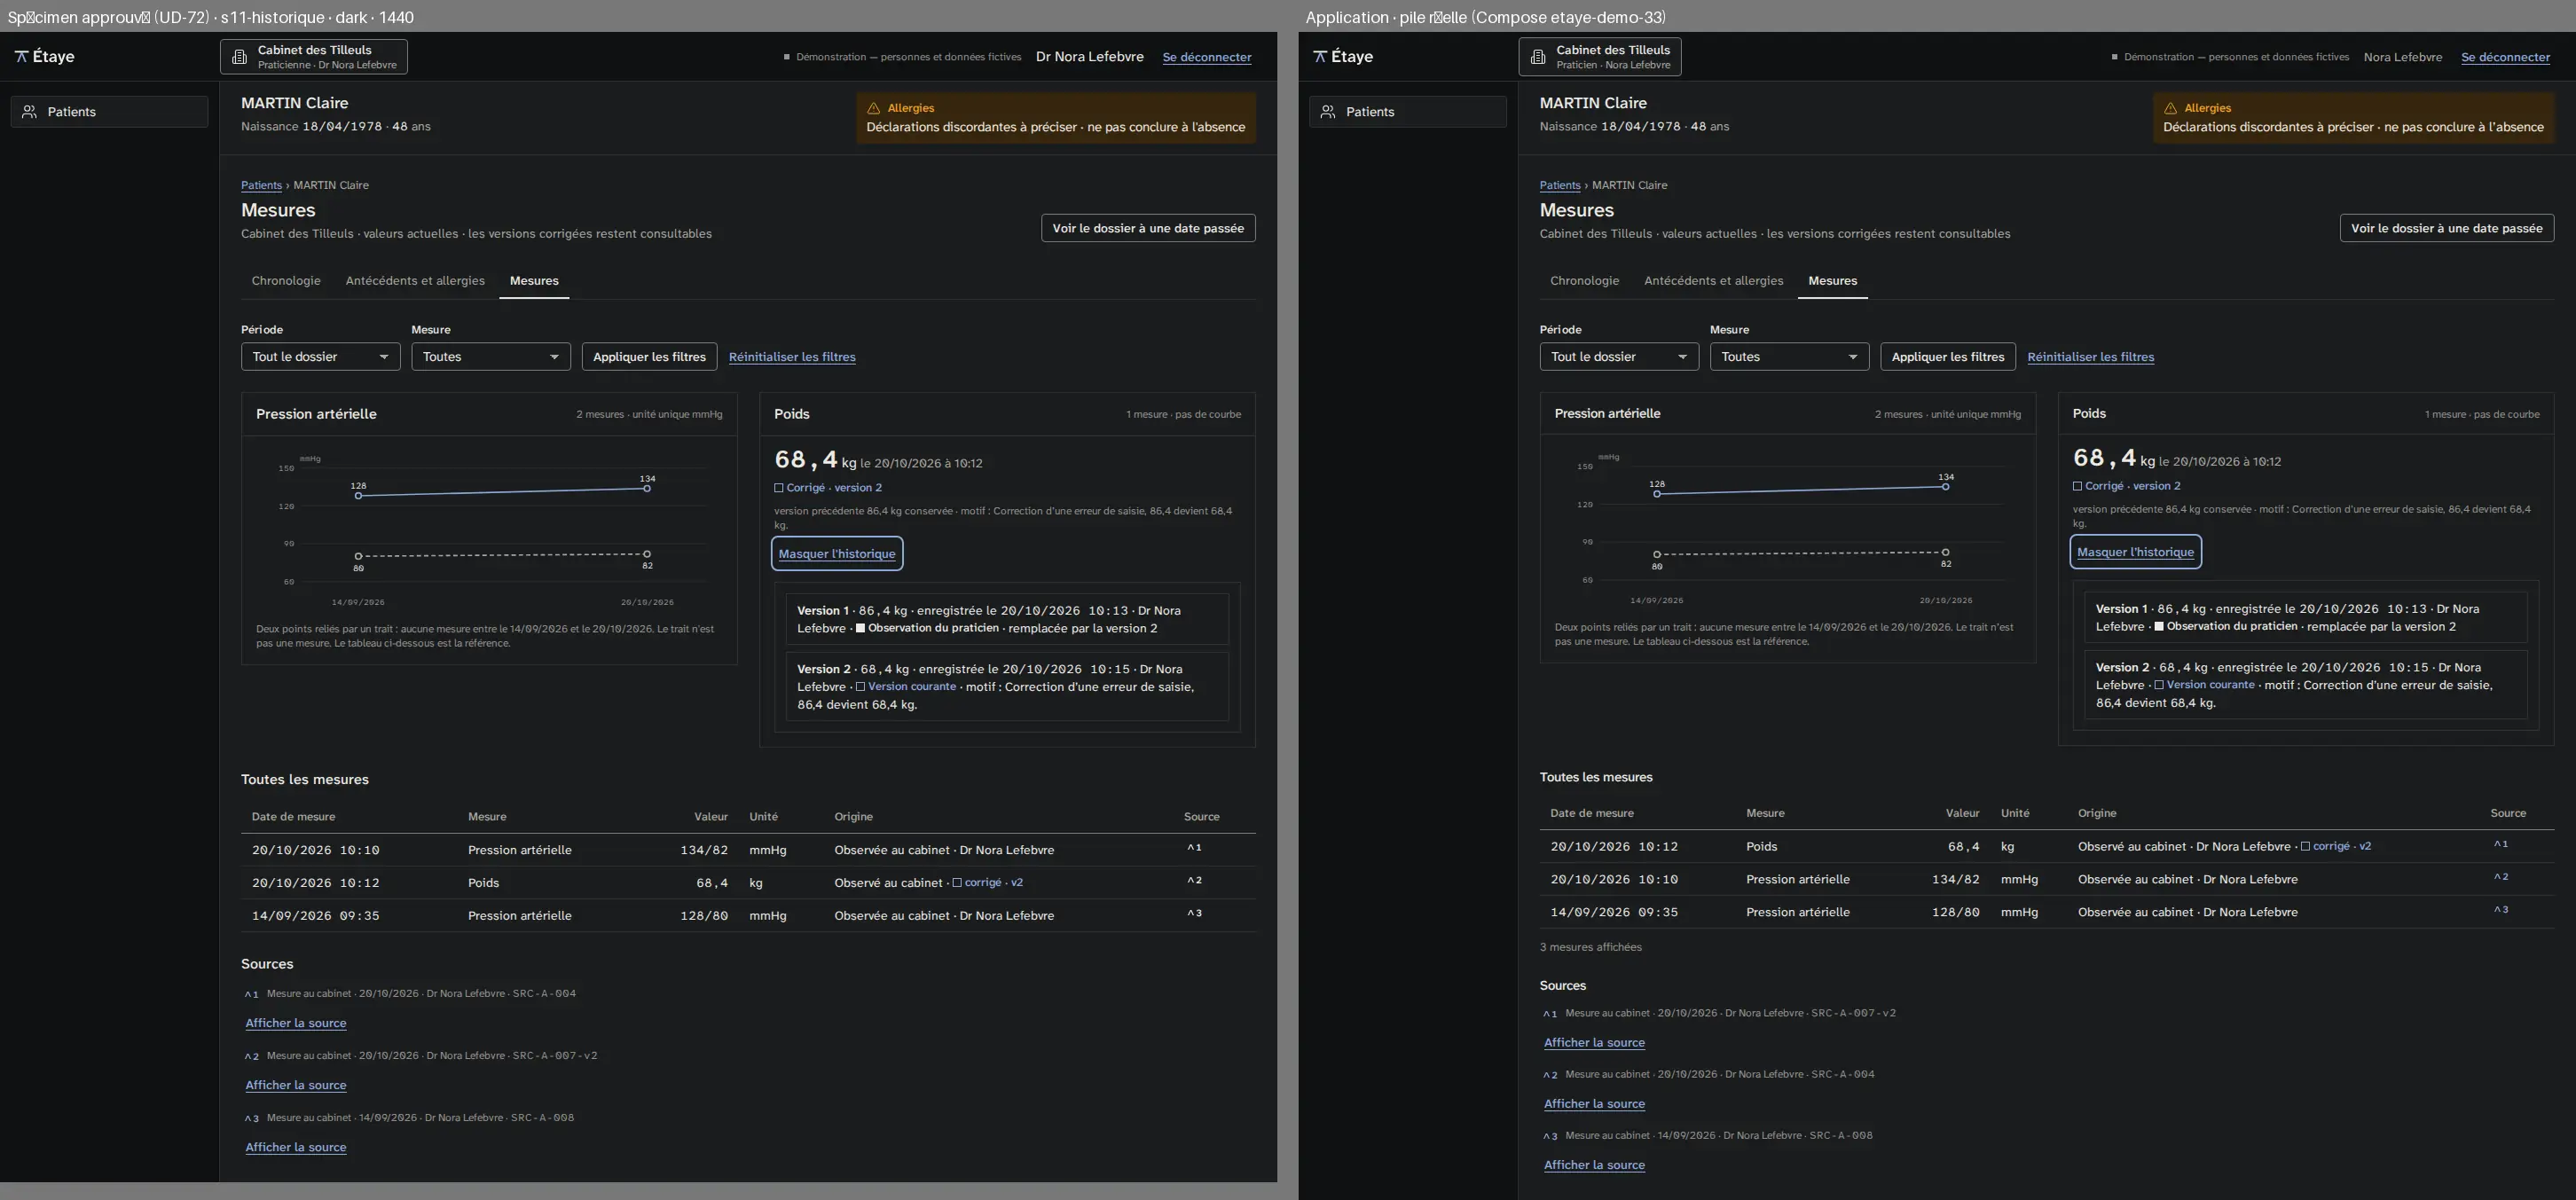 Sp□cimen approuv□ (UD-72) · s11-historique · dark · 1440
Étaye
Cabinet des Tilleuls
Praticienne · Dr Nora Lefebvre
Démonstration — personnes et données fictives
Dr Nora Lefebvre
Se déconnecter
Patients
MARTIN Claire
Naissance 18/04/1978 · 48 ans
Allergies
Déclarations discordantes à préciser · ne pas conclure à l'absence
Patients › MARTIN Claire
Mesures
Cabinet des Tilleuls · valeurs actuelles · les versions corrigées restent consultables
Voir le dossier à une date passée
Chronologie
Antécédents et allergies
Mesures
Période
Mesure
Tout le dossier
Toutes
Appliquer les filtres
Réinitialiser les filtres
Pression artérielle
2 mesures · unité unique mmHg
mmHg
150
120
90
60
128
134
80
82
14/09/2026
20/10/2026
Deux points reliés par un trait : aucune mesure entre le 14/09/2026 et le 20/10/2026. Le trait n'est
pas une mesure. Le tableau ci-dessous est la référence.
Poids
1 mesure · pas de courbe
68,4 kg le 20/10/2026 à 10:12
Corrigé · version 2
version précédente 86,4 kg conservée · motif : Correction d'une erreur de saisie, 86,4 devient 68,4
kg.
Masquer l'historique
Version 1 · 86,4 kg · enregistrée le 20/10/2026 10:13 · Dr Nora
Lefebvre · Observation du praticien · remplacée par la version 2
Version 2 · 68,4 kg · enregistrée le 20/10/2026 10:15 · Dr Nora
Lefebvre · Version courante · motif : Correction d'une erreur de saisie,
86,4 devient 68,4 kg.
Toutes les mesures
Date de mesure Mesure Valeur Unité Origine Source
20/10/2026 10:10 Pression artérielle 134/82 mmHg Observée au cabinet · Dr Nora Lefebvre ^1
20/10/2026 10:12 Poids 68,4 kg Observé au cabinet · corrigé · v2 ^2
14/09/2026 09:35 Pression artérielle 128/80 mmHg Observée au cabinet · Dr Nora Lefebvre ^3
Sources
^1 Mesure au cabinet · 20/10/2026 · Dr Nora Lefebvre · SRC-A-004
Afficher la source
^2 Mesure au cabinet · 20/10/2026 · Dr Nora Lefebvre · SRC-A-007-v2
Afficher la source
^3 Mesure au cabinet · 14/09/2026 · Dr Nora Lefebvre · SRC-A-008
Afficher la source
Application · pile r□elle (Compose etaye-demo-33)
Étaye
Cabinet des Tilleuls
Praticien · Nora Lefebvre
Démonstration — personnes et données fictives
Nora Lefebvre
Se déconnecter
Patients
MARTIN Claire
Naissance 18/04/1978 · 48 ans
Allergies
Déclarations discordantes à préciser · ne pas conclure à l'absence
Patients › MARTIN Claire
Mesures
Cabinet des Tilleuls · valeurs actuelles · les versions corrigées restent consultables
Voir le dossier à une date passée
Chronologie
Antécédents et allergies
Mesures
Période
Mesure
Tout le dossier
Toutes
Appliquer les filtres
Réinitialiser les filtres
Pression artérielle
2 mesures · unité unique mmHg
mmHg
150
120
90
60
128
134
80
82
14/09/2026
20/10/2026
Deux points reliés par un trait : aucune mesure entre le 14/09/2026 et le 20/10/2026. Le trait n'est
pas une mesure. Le tableau ci-dessous est la référence.
Poids
1 mesure · pas de courbe
68,4 kg le 20/10/2026 à 10:12
Corrigé · version 2
version précédente 86,4 kg conservée · motif : Correction d'une erreur de saisie, 86,4 devient 68,4
kg.
Masquer l'historique
Version 1 · 86,4 kg · enregistrée le 20/10/2026 10:13 · Dr Nora
Lefebvre · Observation du praticien · remplacée par la version 2
Version 2 · 68,4 kg · enregistrée le 20/10/2026 10:15 · Dr Nora
Lefebvre · Version courante · motif : Correction d'une erreur de saisie,
86,4 devient 68,4 kg.
Toutes les mesures
Date de mesure Mesure Valeur Unité Origine Source
20/10/2026 10:12 Poids 68,4 kg Observé au cabinet · Dr Nora Lefebvre · corrigé · v2 ^1
20/10/2026 10:10 Pression artérielle 134/82 mmHg Observée au cabinet · Dr Nora Lefebvre ^2
14/09/2026 09:35 Pression artérielle 128/80 mmHg Observée au cabinet · Dr Nora Lefebvre ^3
3 mesures affichées
Sources
^1 Mesure au cabinet · 20/10/2026 · Dr Nora Lefebvre · SRC-A-007-v2
Afficher la source
^2 Mesure au cabinet · 20/10/2026 · Dr Nora Lefebvre · SRC-A-004
Afficher la source
^3 Mesure au cabinet · 14/09/2026 · Dr Nora Lefebvre · SRC-A-008
Afficher la source